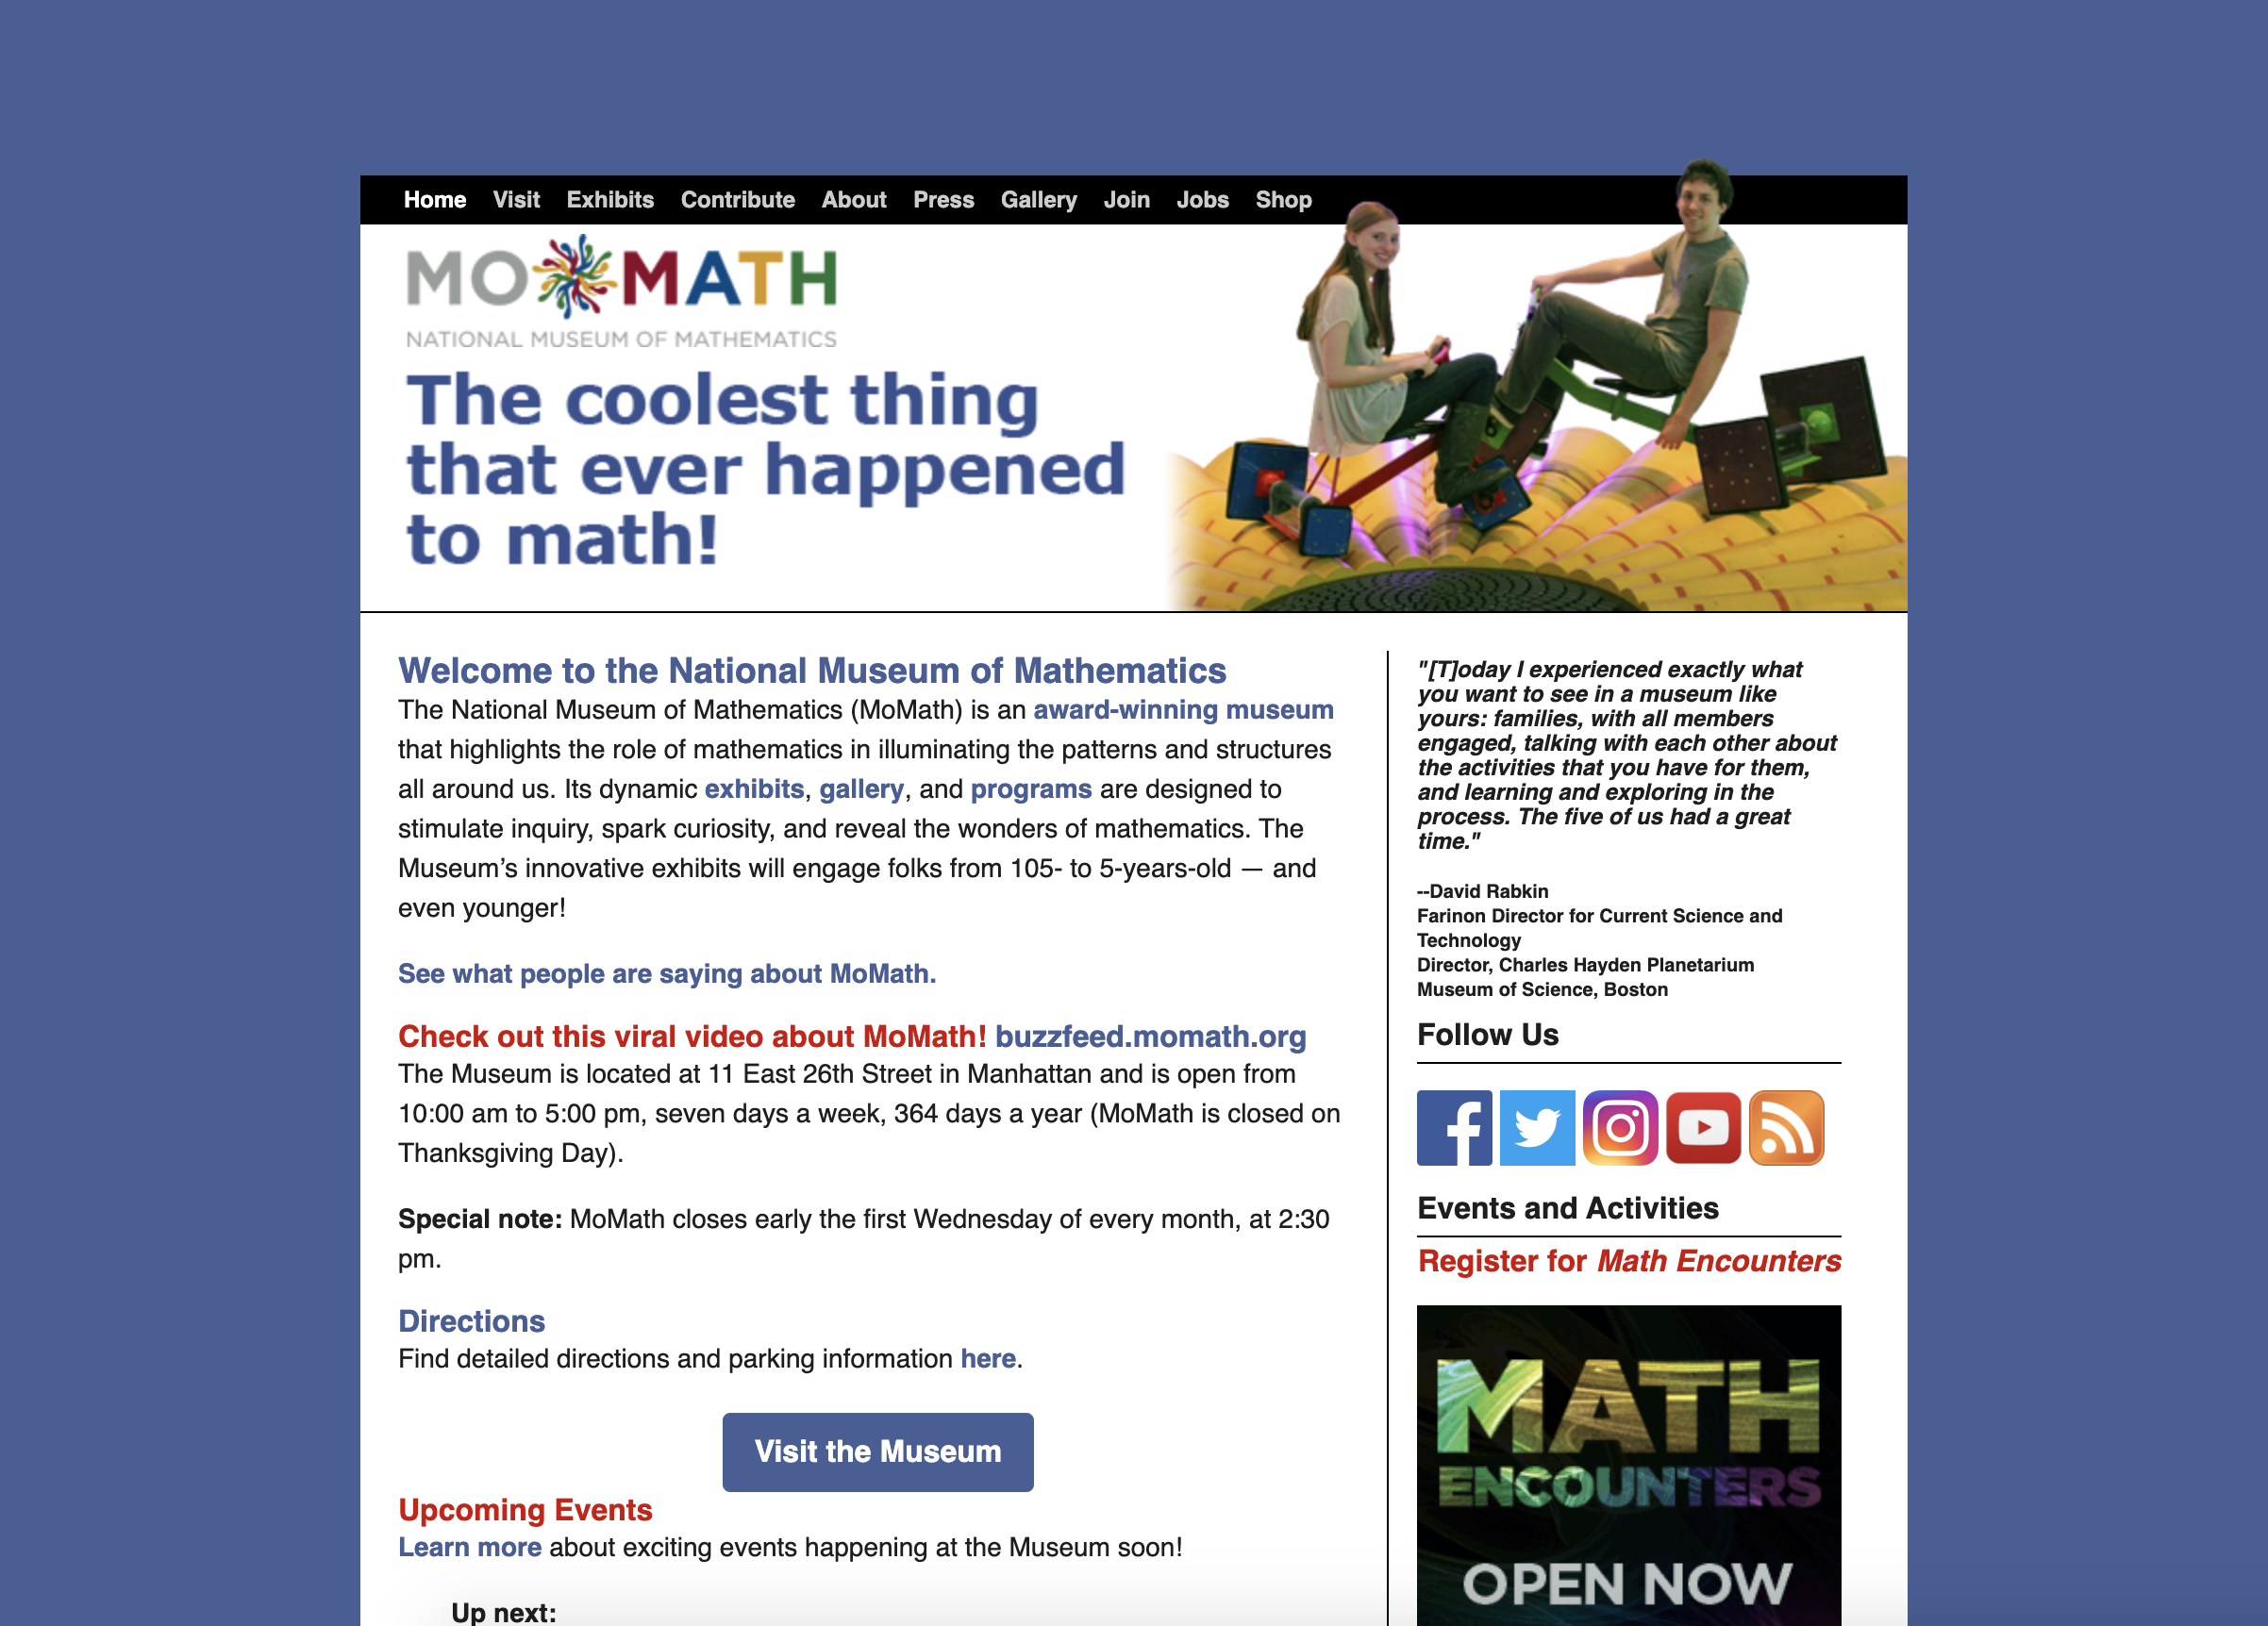 Home Visit Exhibits Contribute About Press Gallery Join Jobs Shop
MO MATH
NATIONAL MUSEUM OF MATHEMATICS
The coolest thing
that ever happened
to math!
Welcome to the National Museum of Mathematics
The National Museum of Mathematics (MoMath) is an award-winning museum
that highlights the role of mathematics in illuminating the patterns and structures
all around us. Its dynamic exhibits, gallery, and programs are designed to
stimulate inquiry, spark curiosity, and reveal the wonders of mathematics. The
Museum’s innovative exhibits will engage folks from 105- to 5-years-old — and
even younger!
See what people are saying about MoMath.
Check out this viral video about MoMath! buzzfeed.momath.org
The Museum is located at 11 East 26th Street in Manhattan and is open from
10:00 am to 5:00 pm, seven days a week, 364 days a year (MoMath is closed on
Thanksgiving Day).
Special note: MoMath closes early the first Wednesday of every month, at 2:30
pm.
Directions
Find detailed directions and parking information here.
Visit the Museum
Upcoming Events
Learn more about exciting events happening at the Museum soon!
Up next:
"[T]oday I experienced exactly what
you want to see in a museum like
yours: families, with all members
engaged, talking with each other about
the activities that you have for them,
and learning and exploring in the
process. The five of us had a great
time."
--David Rabkin
Farinon Director for Current Science and
Technology
Director, Charles Hayden Planetarium
Museum of Science, Boston
Follow Us
Events and Activities
Register for Math Encounters
MATH
ENCOUNTERS
OPEN NOW